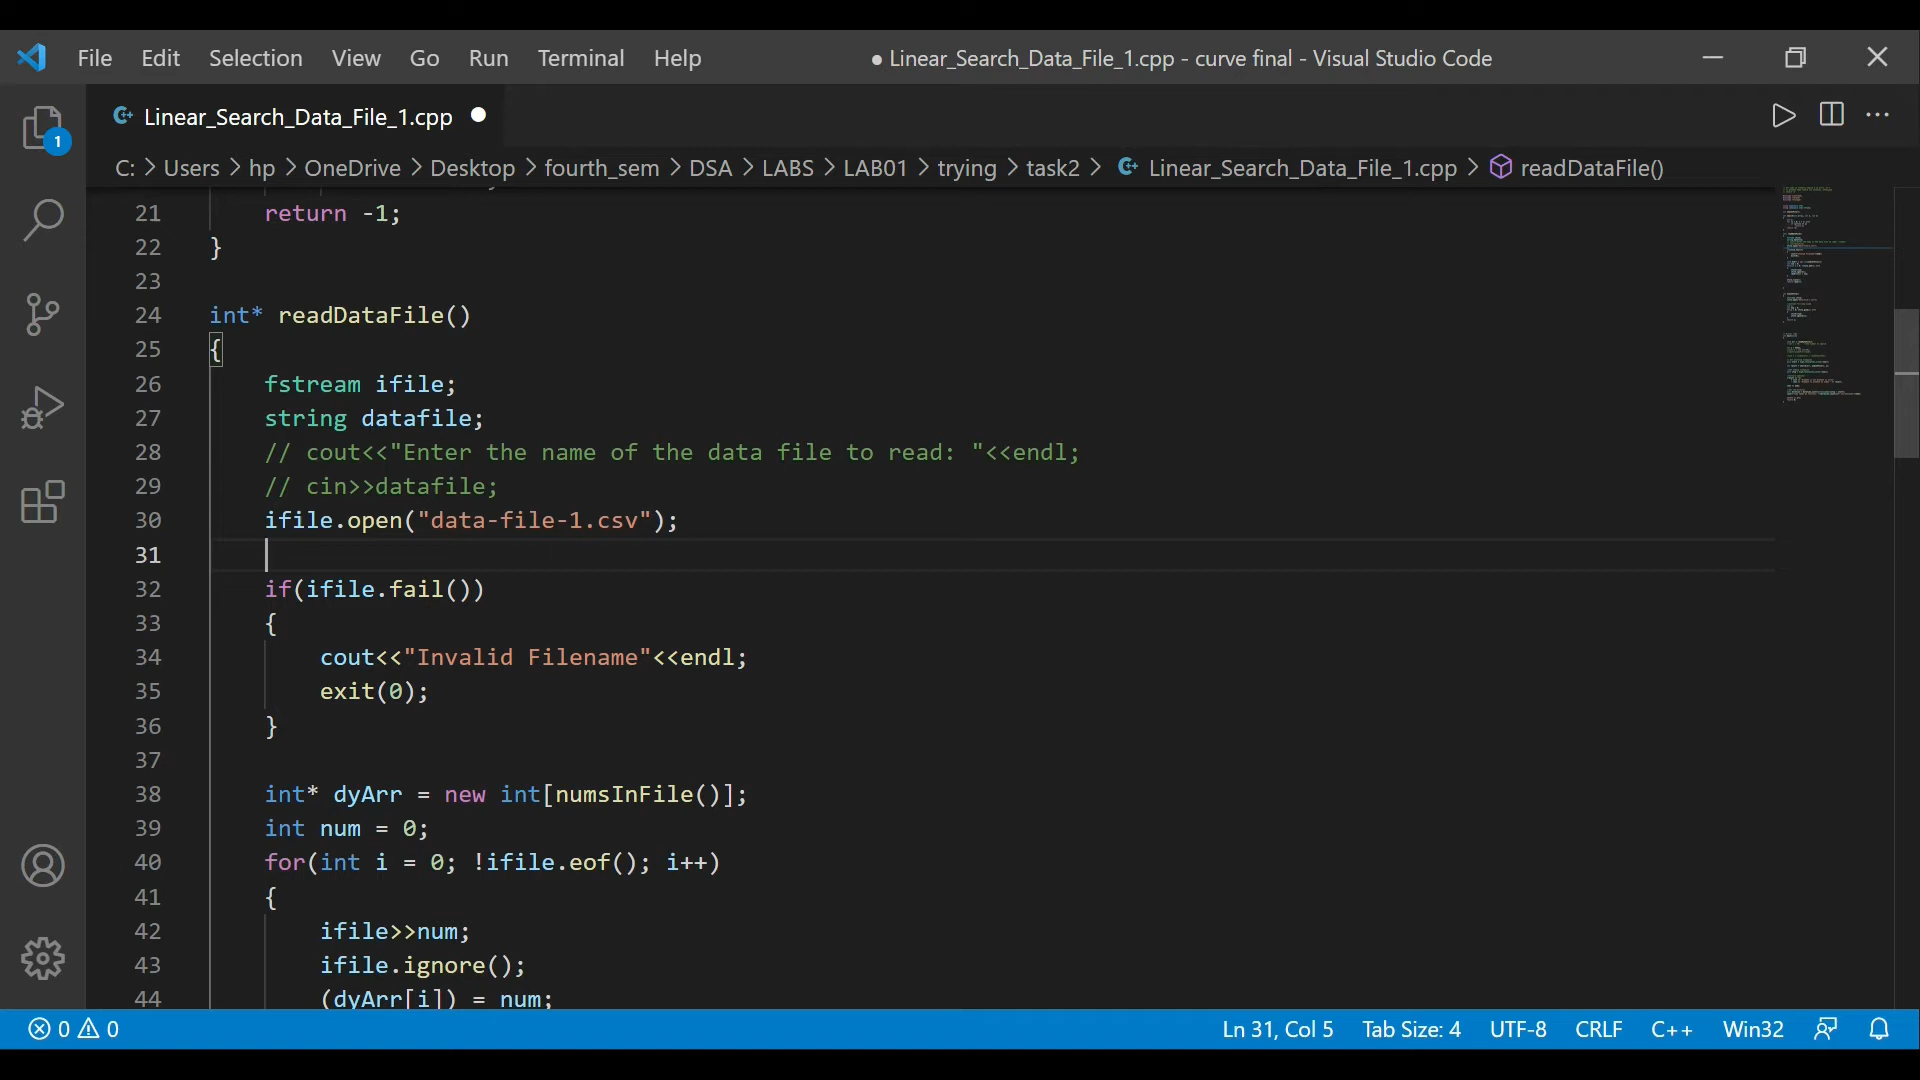 File Edit Selection View Go Run Terminal Help ● Linear_Search_Data_File_1.cpp - curve final - Visual Studio Code
Linear_Search_Data_File_1.cpp
C: > Users > hp > OneDrive > Desktop > fourth_sem > DSA > LABS > LAB01 > trying > task2 > Linear_Search_Data_File_1.cpp > readDataFile()
1
21 return -1;
22 }
23
24 int* readDataFile()
25 {
26 fstream ifile;
27 string datafile;
28 // cout<<"Enter the name of the data file to read: "<<endl;
29 // cin>>datafile;
30 ifile.open("data-file-1.csv");
31
32 if(ifile.fail())
33 {
34 cout<<"Invalid Filename"<<endl;
35 exit(0);
36 }
37
38 int* dyArr = new int[numsInFile()];
39 int num = 0;
40 for(int i = 0; !ifile.eof(); i++)
41 {
42 ifile>>num;
43 ifile.ignore();
44 (dyArr[i]) = num;
0 0 Ln 31, Col 5 Tab Size: 4 UTF-8 CRLF C++ Win32